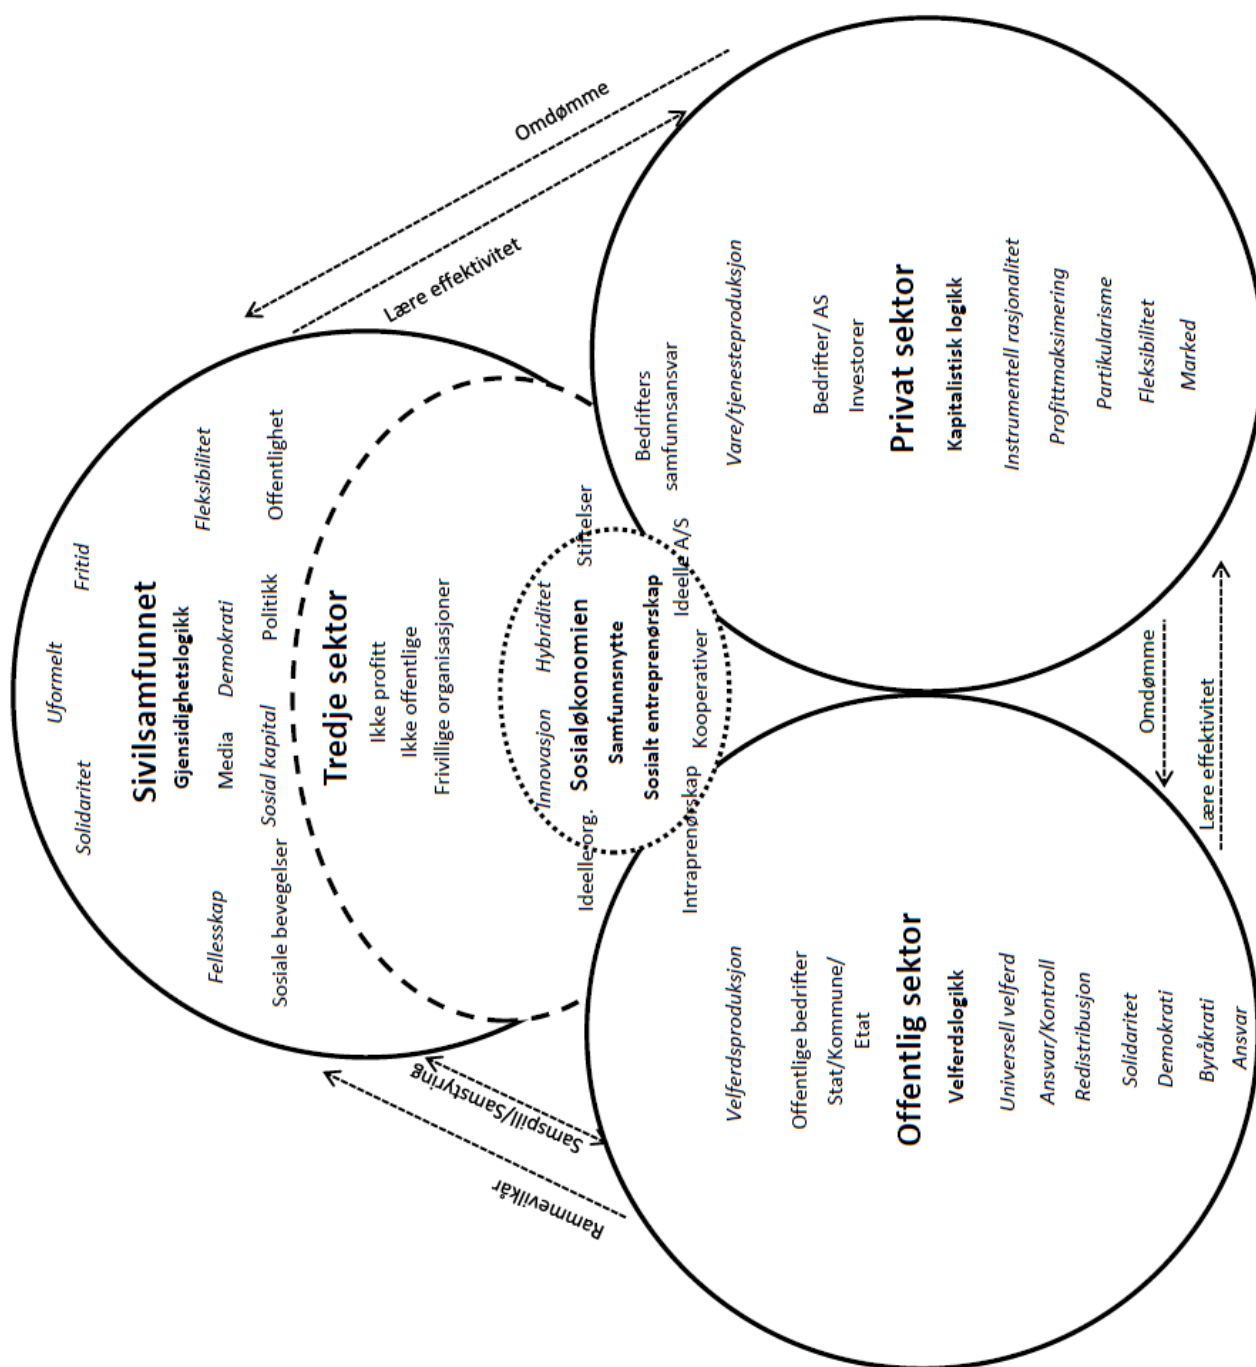 Solidaritet
Uformelt
Fritid
Sivilsamfunnet
Gjensidighetslogikk
Fellesskap
Media
Demokrati
Fleksibilitet
Sosiale bevegelser
Sosial kapital
Politikk
Offentlighet
Tredje sektor
Ikke profitt
Ikke offentlige
Frivillige organisasjoner
Innovasjon
Hybriditet
Ideelle org.
Sosialøkonomien
Stiftelser
Samfunnsnytte
Sosialt entreprenørskap
Intraprenørskap
Kooperativer
Ideelle A/S
Bedrifters
samfunnsansvar
Rammevilkår
Samspill/Samstyring
Omdømme
Lære effektivitet
Velferdsproduksjon
Offentlige bedrifter
Stat/Kommune/
Etat
Offentlig sektor
Velferdslogikk
Universell velferd
Ansvar/Kontroll
Redistribusjon
Solidaritet
Demokrati
Byråkrati
Ansvar
Vare/tjenesteproduksjon
Bedrifter/ AS
Investorer
Privat sektor
Kapitalistisk logikk
Instrumentell rasjonalitet
Profittmaksimering
Partikularisme
Fleksibilitet
Marked
Omdømme
Lære effektivitet